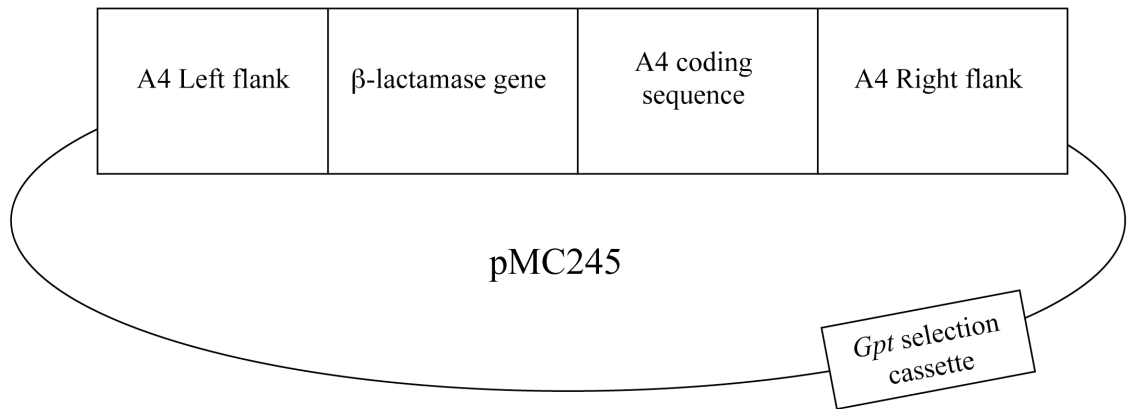 A4 Left flank
β-lactamase gene
A4 coding
sequence
A4 Right flank
pMC245
Gpt selection
cassette